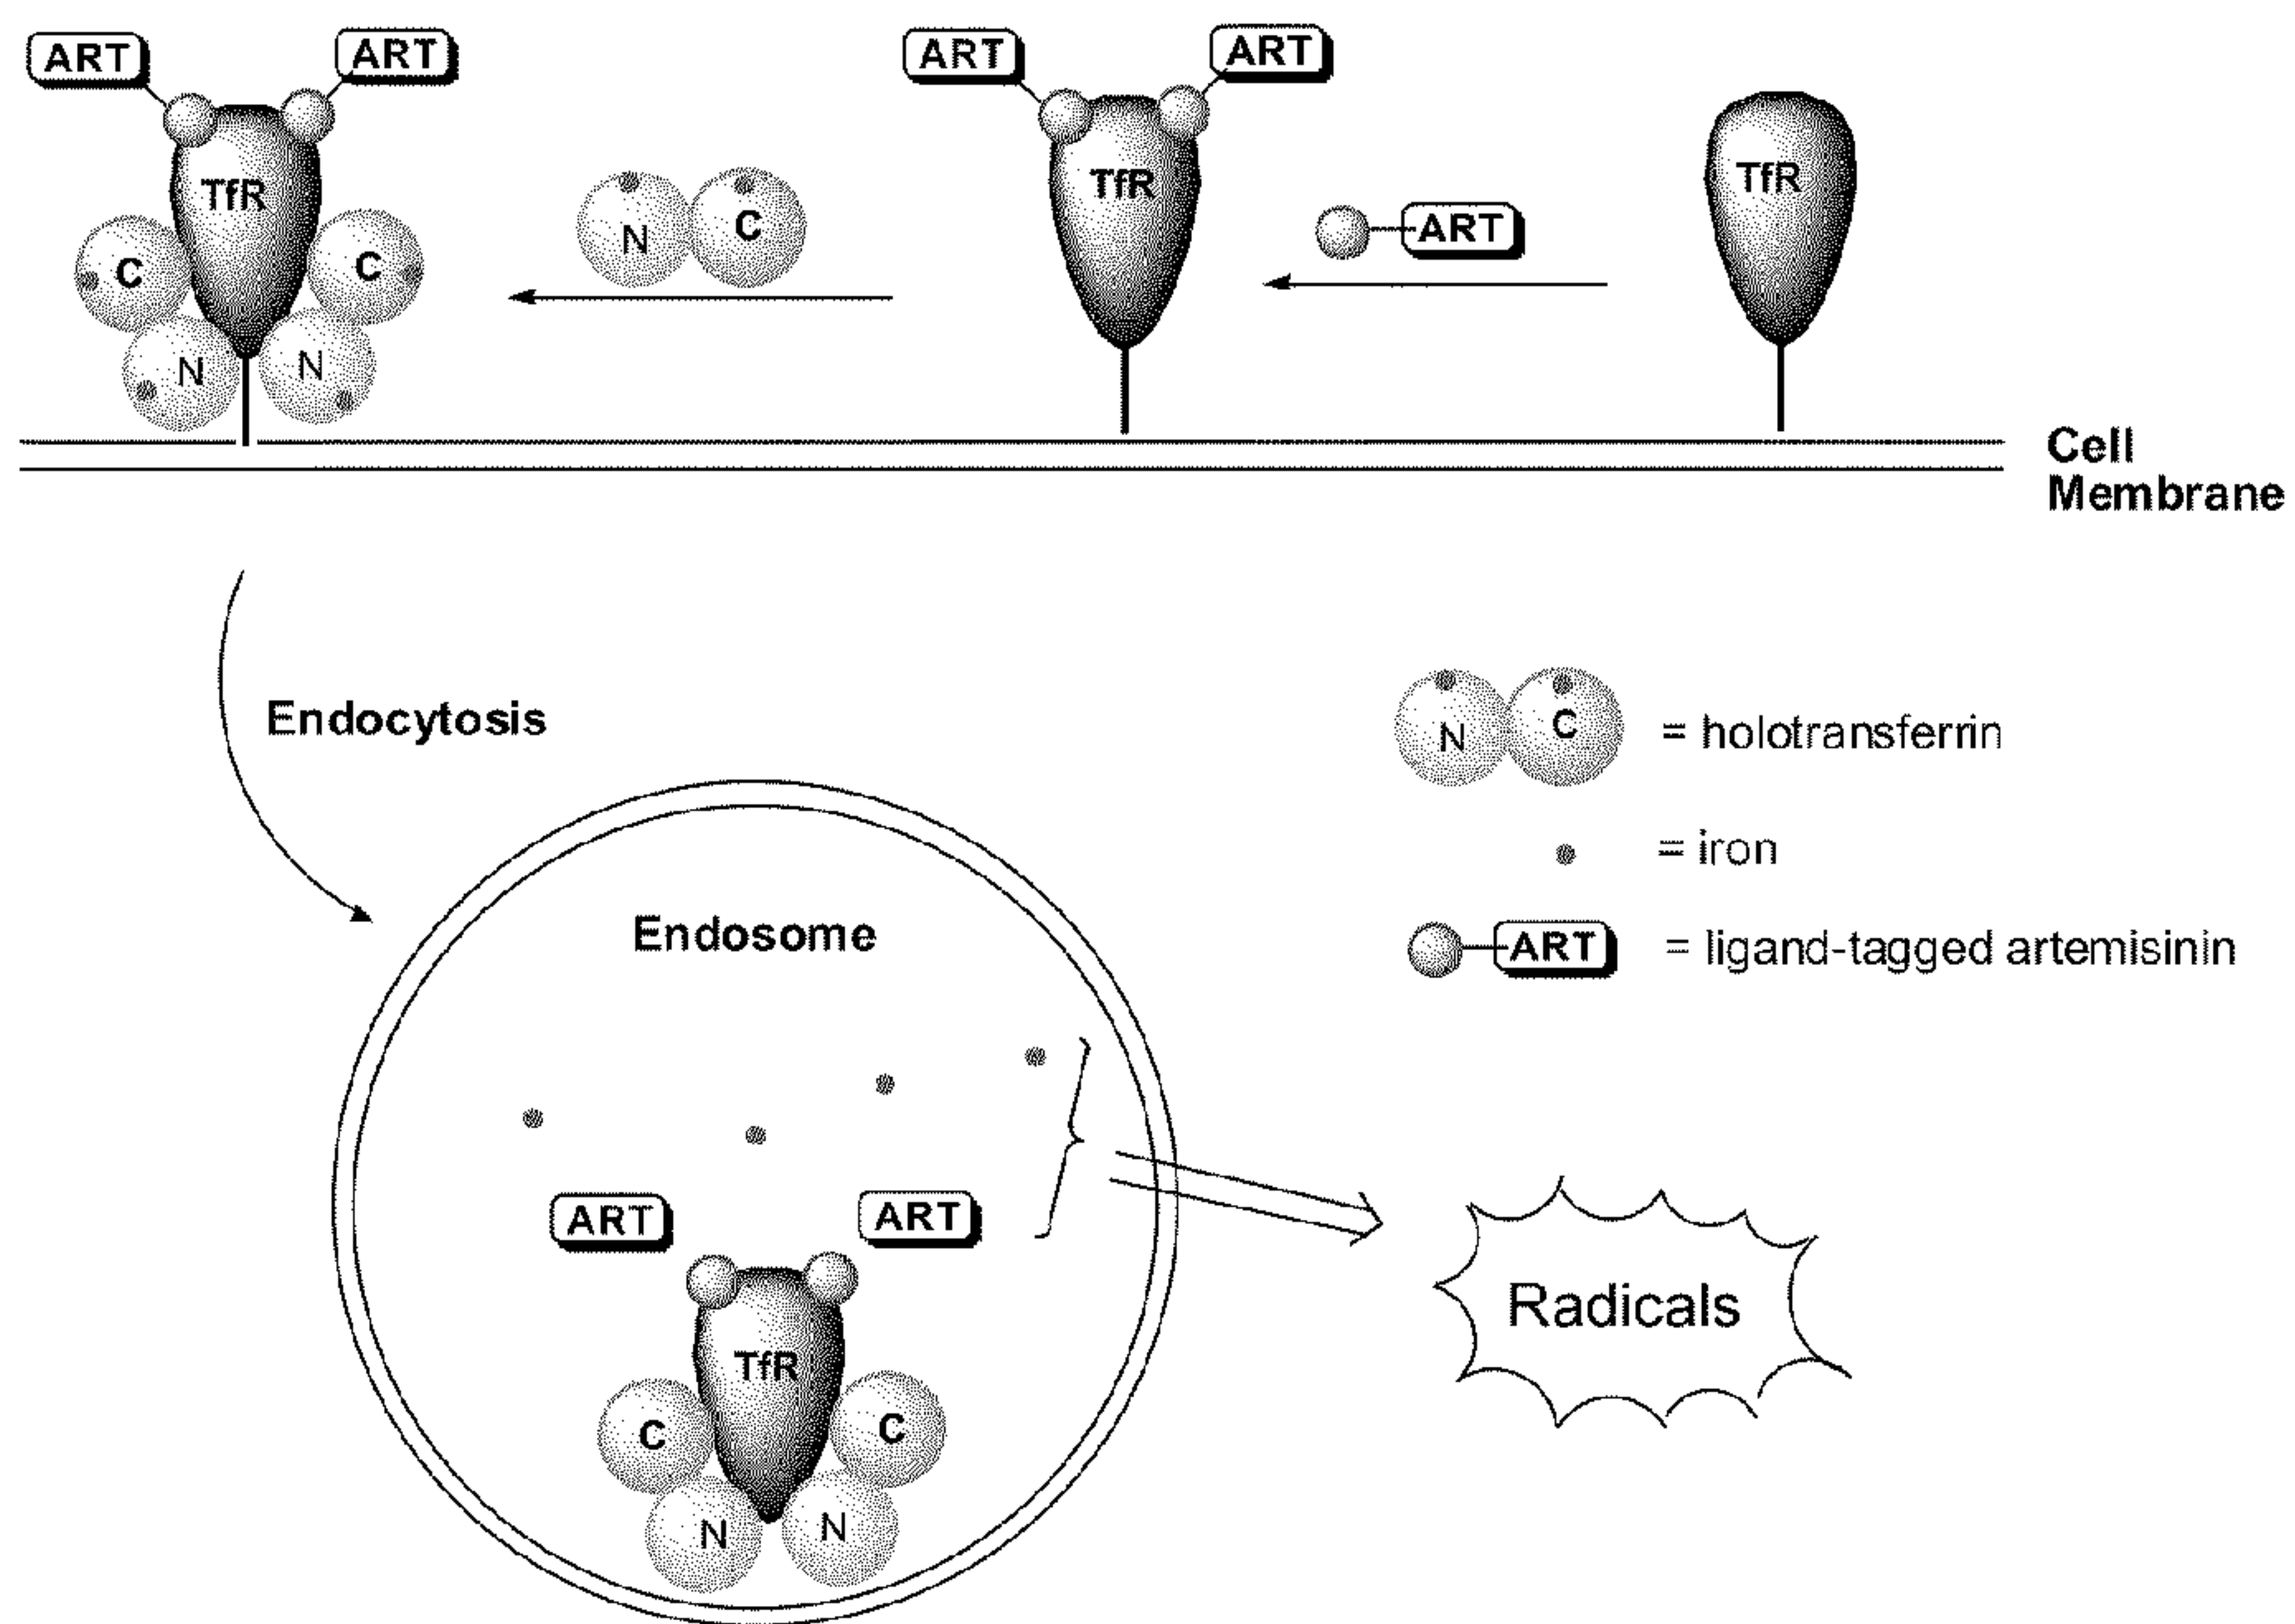 ART
ART
ART
ART
TfR
TfR
TfR
N
C
ART
C
C
N
N
Cell
Membrane
Endocytosis
N
C
= holotransferrin
= iron
ART
= ligand-tagged artemisinin
Endosome
ART
ART
Radicals
TfR
C
C
N
N